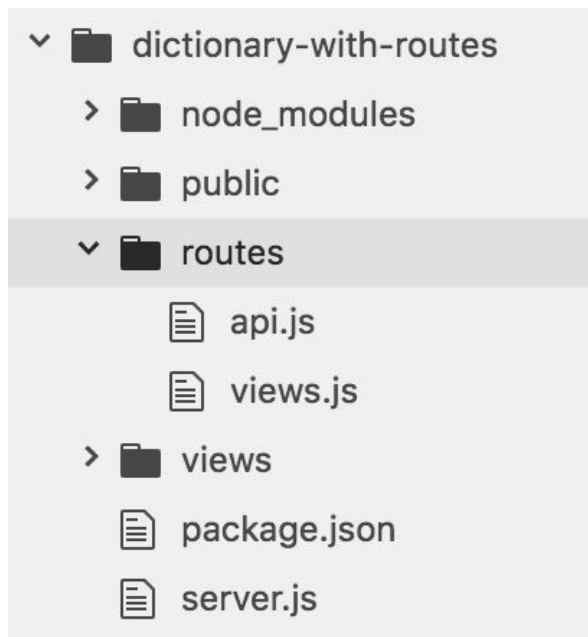 dictionary-with-routes
node_modules
public
routes
api.js
views.js
views
package.json
server.js